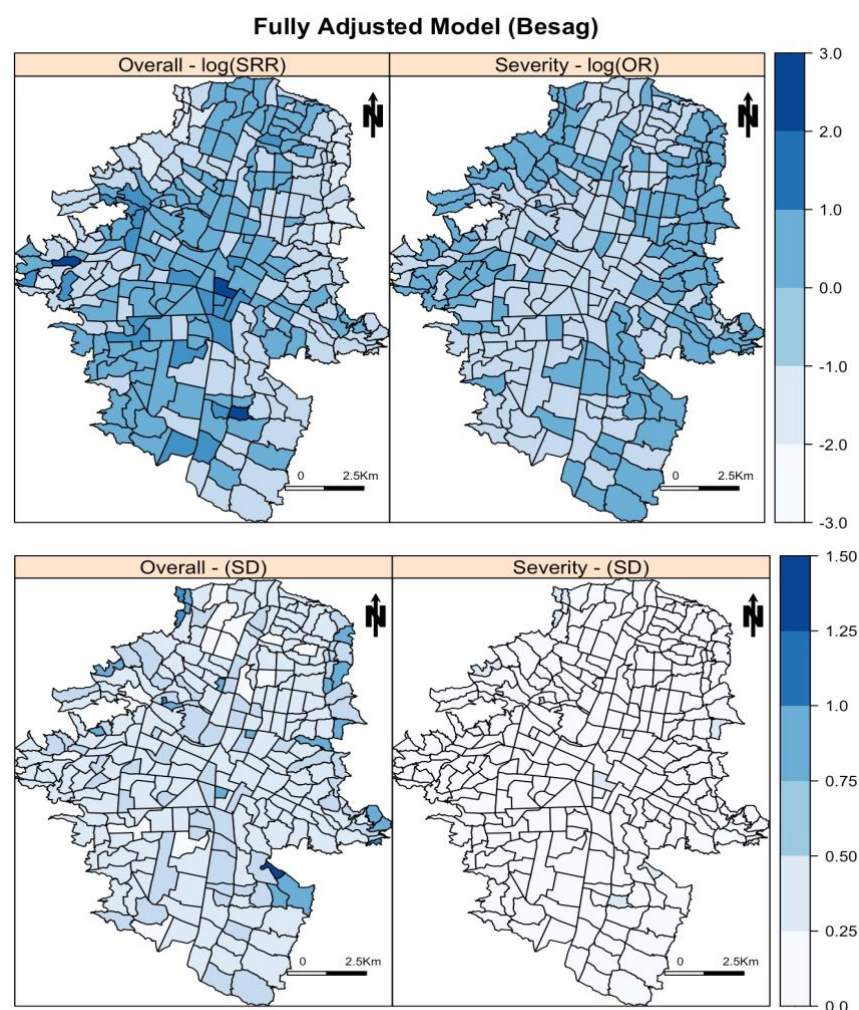 Fully Adjusted Model (Besag)
Overall - log(SRR)
Severity - log(OR)
N
N
3.0
2.0
1.0
0.0
-1.0
-2.0
-3.0
0 2.5Km
0 2.5Km
Overall - (SD)
Severity - (SD)
N
N
1.50
1.25
1.0
0.75
0.50
0.25
0.0
0 2.5Km
0 2.5Km